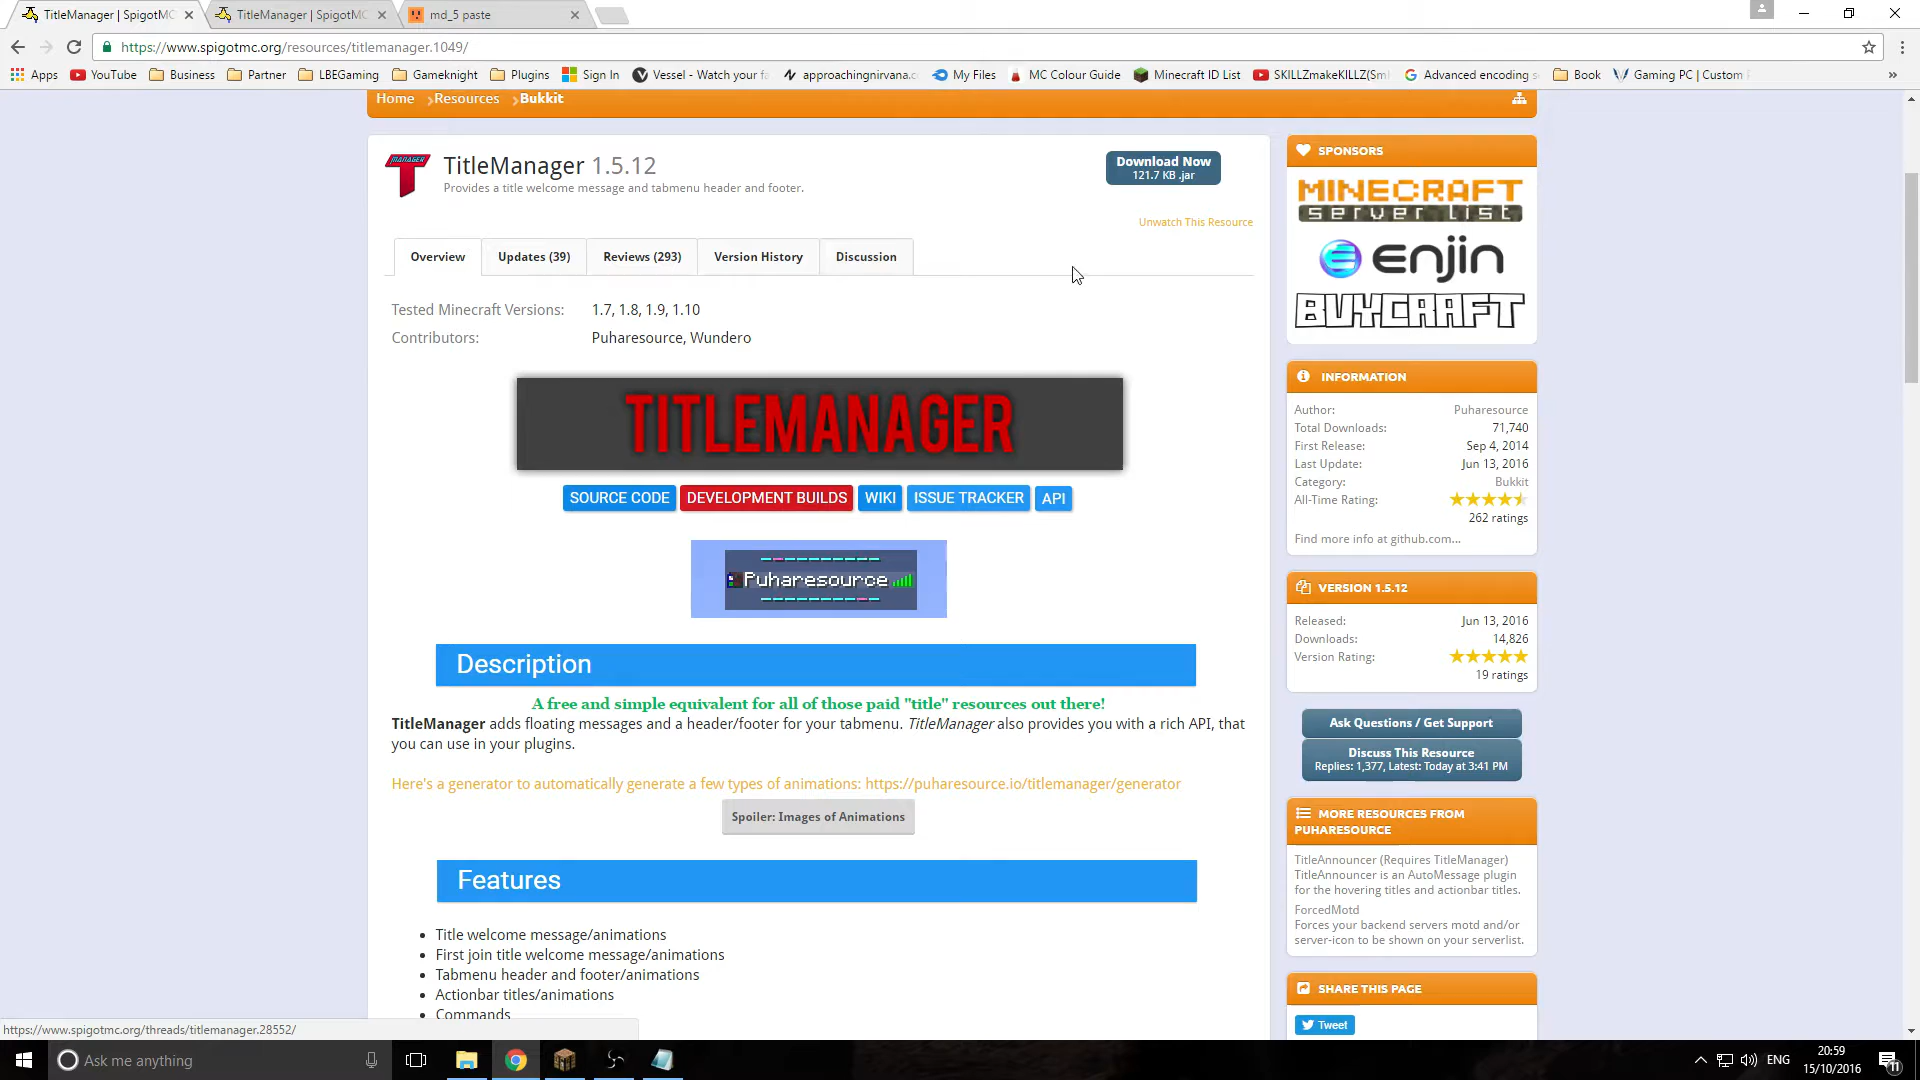 TitleManager | SpigotMC
TitleManager | SpigotMC
md_5 paste
https://www.spigotmc.org/resources/titlemanager.1049/
Apps
YouTube
Business
Partner
LBEGaming
Gameknight
Plugins
Sign In
Vessel - Watch your fa
approachingnirvana.c
My Files
MC Colour Guide
Minecraft ID List
SKILLZmakeKILLZ(Sml
Advanced encoding s
Book
Gaming PC | Custom P
»
Home
Resources
Bukkit
MANAGER
T
TitleManager 1.5.12
Provides a title welcome message and tabmenu header and footer.
Download Now
121.7 KB .jar
Unwatch This Resource
Overview
Updates (39)
Reviews (293)
Version History
Discussion
Tested Minecraft Versions: 1.7, 1.8, 1.9, 1.10
Contributors: Puharesource, Wundero
TITLEMANAGER
SOURCE CODE
DEVELOPMENT BUILDS
WIKI
ISSUE TRACKER
API
Puharesource
Description
A free and simple equivalent for all of those paid "title" resources out there!
TitleManager adds floating messages and a header/footer for your tabmenu. TitleManager also provides you with a rich API, that
you can use in your plugins.
Here's a generator to automatically generate a few types of animations: https://puharesource.io/titlemanager/generator
Spoiler: Images of Animations
Features
• Title welcome message/animations
• First join title welcome message/animations
• Tabmenu header and footer/animations
• Actionbar titles/animations
• Commands
SPONSORS
MINECRAFT
server list
enjin
BUYCRAFT
INFORMATION
Author: Puharesource
Total Downloads: 71,740
First Release: Sep 4, 2014
Last Update: Jun 13, 2016
Category: Bukkit
All-Time Rating:
262 ratings
Find more info at github.com...
VERSION 1.5.12
Released: Jun 13, 2016
Downloads: 14,826
Version Rating:
19 ratings
Ask Questions / Get Support
Discuss This Resource
Replies: 1,377, Latest: Today at 3:41 PM
MORE RESOURCES FROM
PUHARESOURCE
TitleAnnouncer (Requires TitleManager)
TitleAnnouncer is an AutoMessage plugin
for the hovering titles and actionbar titles.
ForcedMotd
Forces your backend servers motd and/or
server-icon to be shown on your serverlist.
SHARE THIS PAGE
Tweet
https://www.spigotmc.org/threads/titlemanager.28552/
Ask me anything
ENG
20:59
15/10/2016
11